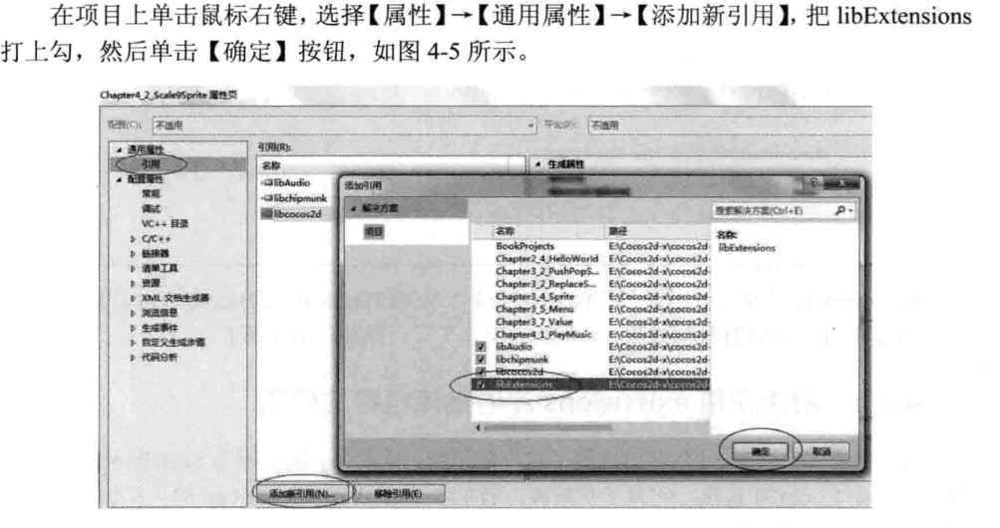 在项目上单击鼠标右键，选择【属性】→【通用属性】→【添加新引用】，把 libExtensions
打上勾，然后单击【确定】按钮，如图 4-5 所示。
Chapter4_2_Scale9Sprite 属性页
配置(C): 不适用
平台(P): 不适用
通用属性
引用
配置属性
常规
调试
VC++ 目录
C/C++
链接器
清单工具
资源
XML 文档生成器
浏览信息
生成事件
自定义生成步骤
代码分析
引用(R):
名称
libAudio
libchipmunk
libcocos2d
生成属性
添加引用
解决方案
项目
名称 路径
BookProjects E:\Cocos2d-x\cocos2d-
Chapter2_4_HelloWorld E:\Cocos2d-x\cocos2d-
Chapter3_2_PushPopS... E:\Cocos2d-x\cocos2d-
Chapter3_2_ReplaceS... E:\Cocos2d-x\cocos2d-
Chapter3_4_Sprite E:\Cocos2d-x\cocos2d-
Chapter3_5_Menu E:\Cocos2d-x\cocos2d-
Chapter3_7_Value E:\Cocos2d-x\cocos2d-
Chapter4_1_PlayMusic E:\Cocos2d-x\cocos2d-
libAudio E:\Cocos2d-x\cocos2d-
libchipmunk E:\Cocos2d-x\cocos2d-
libcocos2d E:\Cocos2d-x\cocos2d-
libExtensions E:\Cocos2d-x\cocos2d-
搜索解决方案(Ctrl+E)
名称:
libExtensions
确定
取消
添加新引用(N)...
移除引用(E)